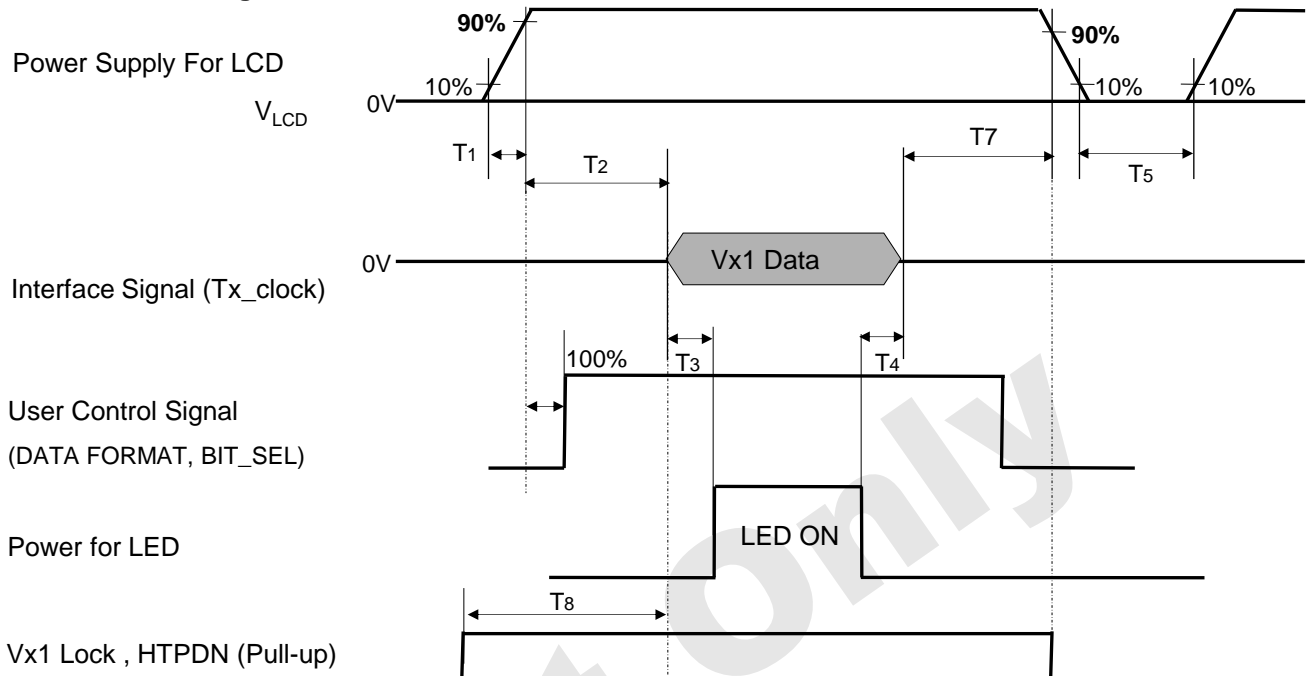 90%
90%
Power Supply For LCD
10%
10%
10%
VLCD
0V
T7
T1
T2
T5
Vx1 Data
0V
Interface Signal (Tx_clock)
100%
T3
T4
User Control Signal
(DATA FORMAT, BIT_SEL)
LED ON
Power for LED
T8
Vx1 Lock , HTPDN (Pull-up)
Only